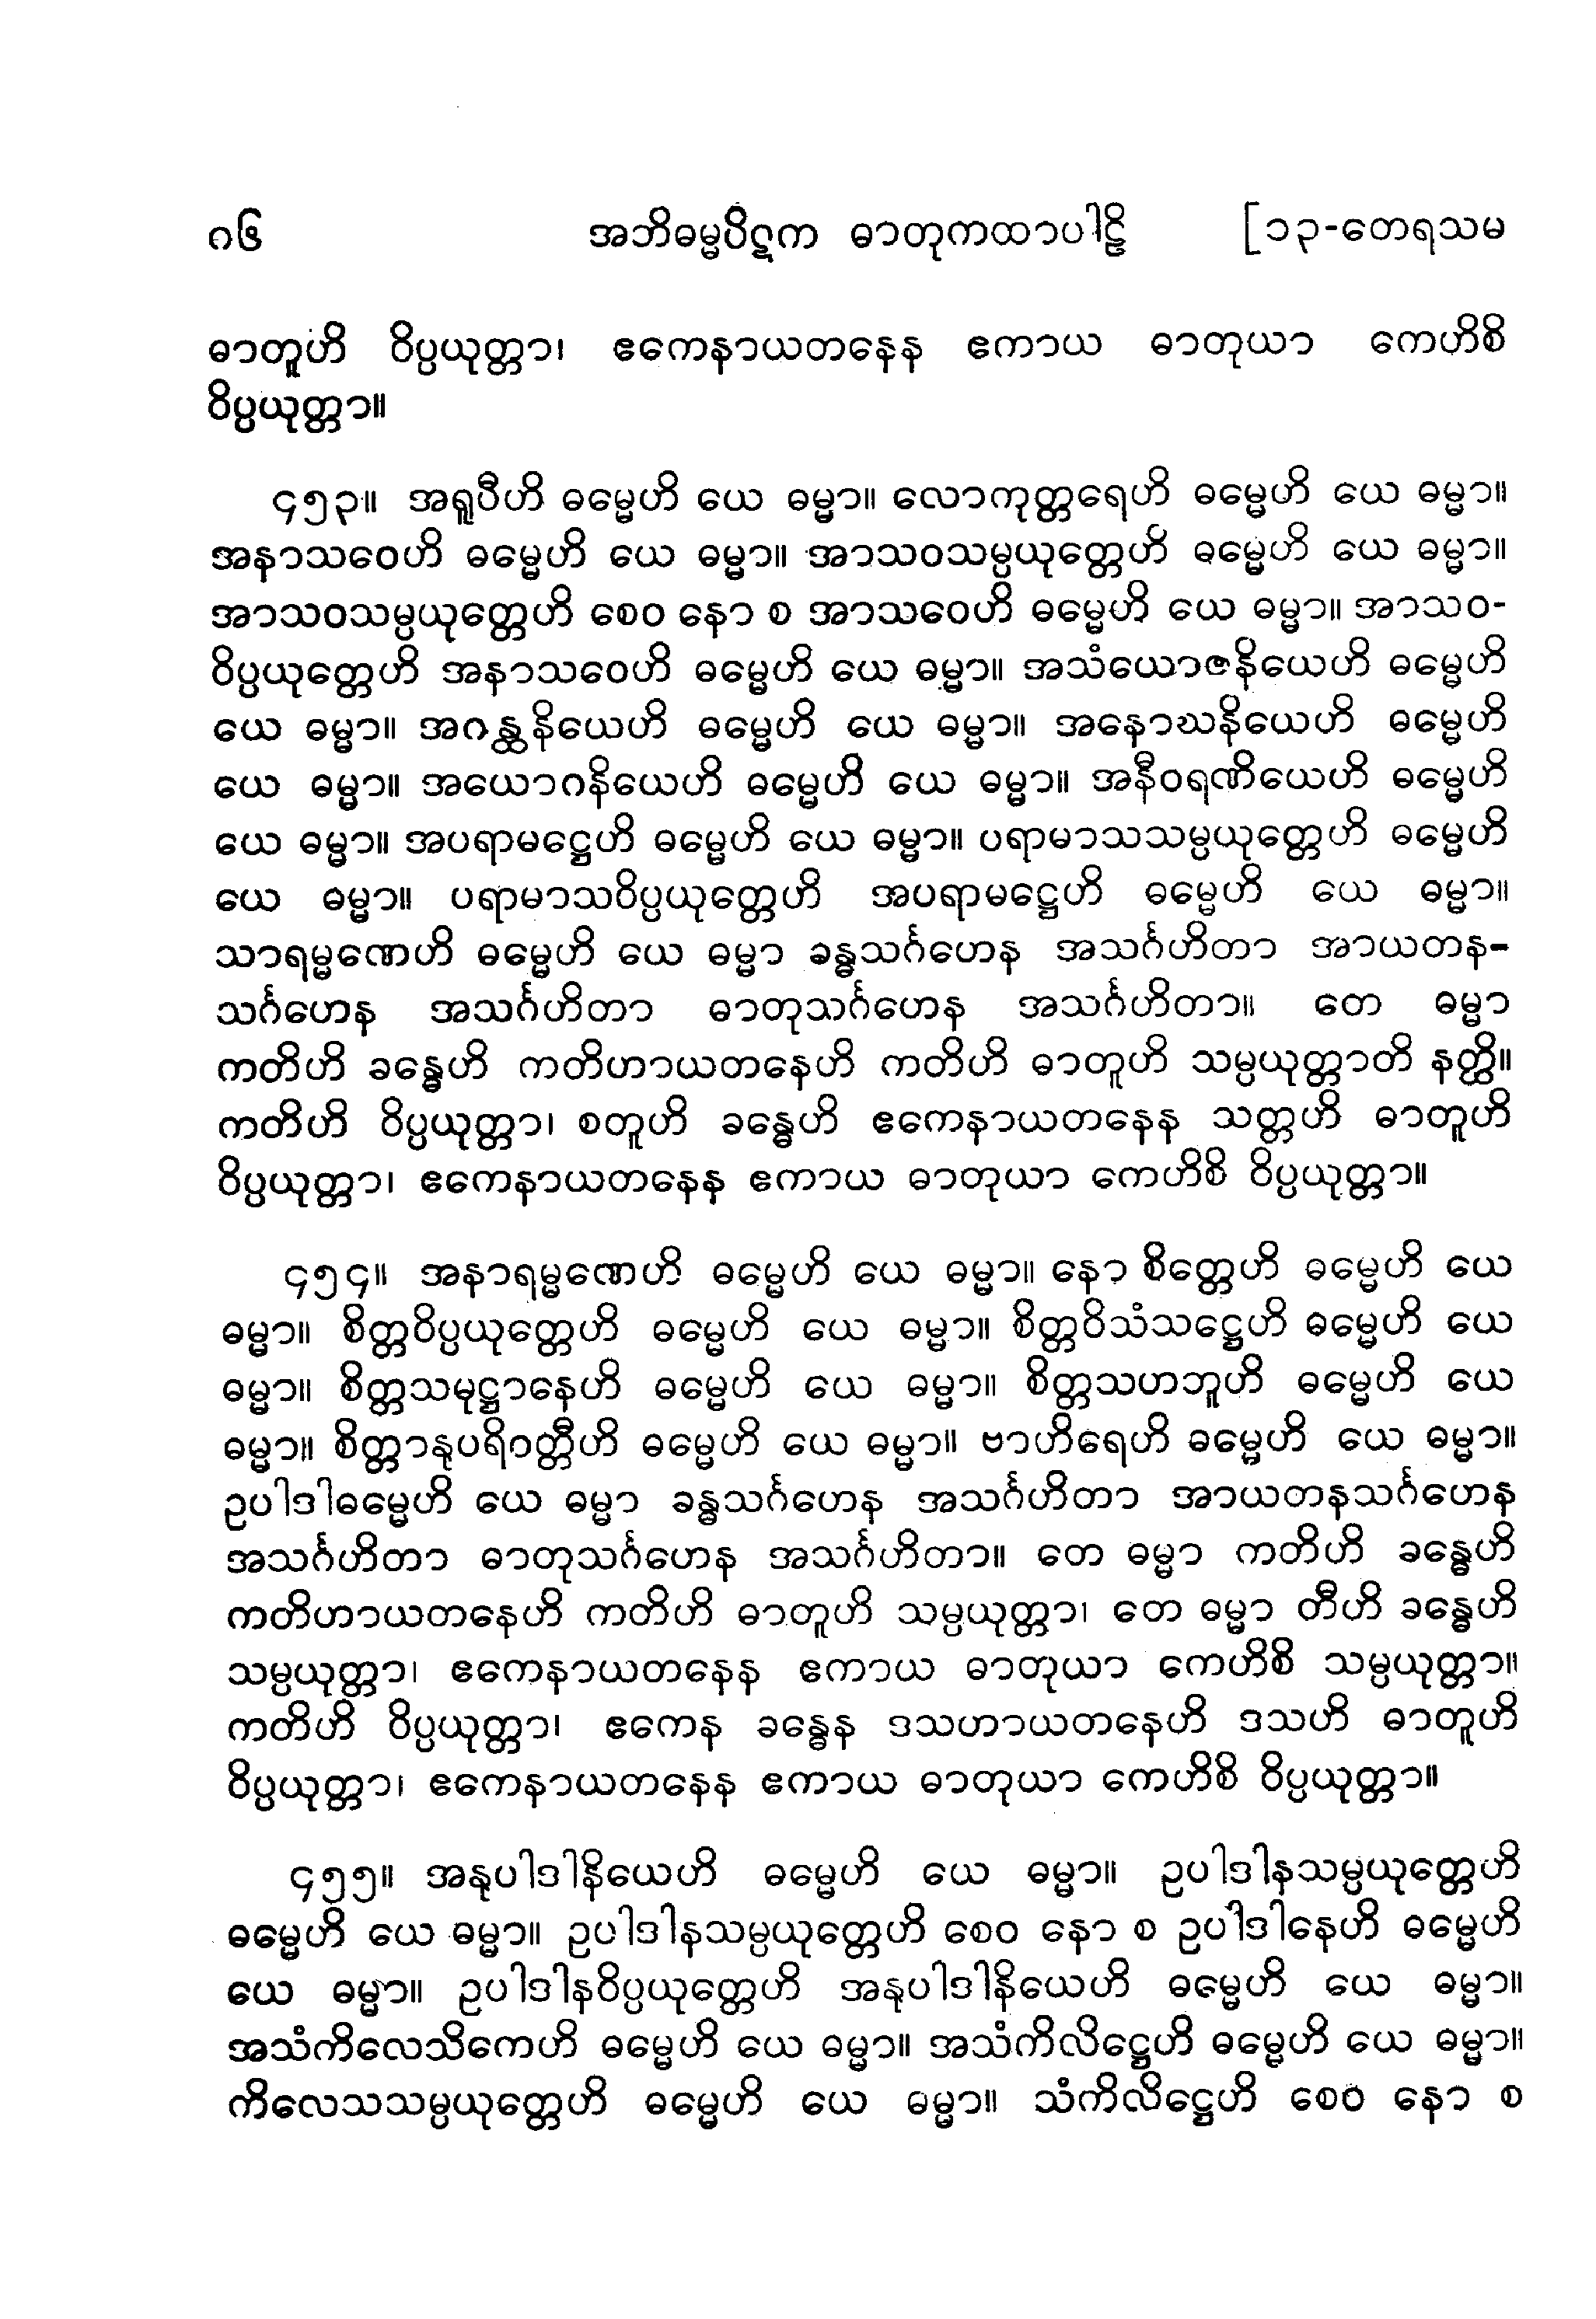 ၈၆ အဘိဓမ္မပိဋက ဓာတုကထာပါဠိ [၁၃-တေရသမ
ဓာတူဟိ ဝိပ္ပယုတ္တာ၊ ဧကေနာယတနေန ဧကာယ ဓာတုယာ ကေဟိစိ
ဝိပ္ပယုတ္တာ။
၄၅၃။ အရူပီဟိ ဓမ္မေဟိ ယေ ဓမ္မာ။ လောကုတ္တရေဟိ ဓမ္မေဟိ ယေ ဓမ္မာ။
အနာသဝေဟိ ဓမ္မေဟိ ယေ ဓမ္မာ။ အာသဝသမ္ပယုတ္တေဟိ ဓမ္မေဟိ ယေ ဓမ္မာ။
အာသဝသမ္ပယုတ္တေဟိ စေဝ နော စ အာသဝေဟိ ဓမ္မေဟိ ယေ ဓမ္မာ။ အာသဝ-
ဝိပ္ပယုတ္တေဟိ အနာသဝေဟိ ဓမ္မေဟိ ယေ ဓမ္မာ။ အသံယောဇနိယေဟိ ဓမ္မေဟိ
ယေ ဓမ္မာ။ အဂန္ထနိယေဟိ ဓမ္မေဟိ ယေ ဓမ္မာ။ အနောဃနိယေဟိ ဓမ္မေဟိ
ယေ ဓမ္မာ။ အယောဂနိယေဟိ ဓမ္မေဟိ ယေ ဓမ္မာ။ အနီဝရဏိယေဟိ ဓမ္မေဟိ
ယေ ဓမ္မာ။ အပရာမဋ္ဌေဟိ ဓမ္မေဟိ ယေ ဓမ္မာ။ ပရာမာသသမ္ပယုတ္တေဟိ ဓမ္မေဟိ
ယေ ဓမ္မာ။ ပရာမာသဝိပ္ပယုတ္တေဟိ အပရာမဋ္ဌေဟိ ဓမ္မေဟိ ယေ ဓမ္မာ။
သာရမ္မဏေဟိ ဓမ္မေဟိ ယေ ဓမ္မာ ခန္ဓသင်္ဂဟေန အသင်္ဂဟိတာ အာယတန-
သင်္ဂဟေန အသင်္ဂဟိတာ ဓာတုသင်္ဂဟေန အသင်္ဂဟိတာ။ တေ ဓမ္မာ
ကတိဟိ ခန္ဓေဟိ ကတိဟာယတနေဟိ ကတိဟိ ဓာတူဟိ သမ္ပယုတ္တာတိ နတ္ထိ။
ကတိဟိ ဝိပ္ပယုတ္တာ၊ စတူဟိ ခန္ဓေဟိ ဧကေနာယတနေန သတ္တဟိ ဓာတူဟိ
ဝိပ္ပယုတ္တာ၊ ဧကေနာယတနေန ဧကာယ ဓာတုယာ ကေဟိစိ ဝိပ္ပယုတ္တာ။
၄၅၄။ အနာရမ္မဏေဟိ ဓမ္မေဟိ ယေ ဓမ္မာ။ နော စိတ္တေဟိ ဓမ္မေဟိ ယေ
ဓမ္မာ။ စိတ္တဝိပ္ပယုတ္တေဟိ ဓမ္မေဟိ ယေ ဓမ္မာ။ စိတ္တဝိသံသဋ္ဌေဟိ ဓမ္မေဟိ ယေ
ဓမ္မာ။ စိတ္တသမုဋ္ဌာနေဟိ ဓမ္မေဟိ ယေ ဓမ္မာ။ စိတ္တသဟဘူဟိ ဓမ္မေဟိ ယေ
ဓမ္မာ။ စိတ္တာနုပရိဝတ္တီဟိ ဓမ္မေဟိ ယေ ဓမ္မာ။ ဗာဟိရေဟိ ဓမ္မေဟိ ယေ ဓမ္မာ။
ဥပါဒါဓမ္မေဟိ ယေ ဓမ္မာ ခန္ဓသင်္ဂဟေန အသင်္ဂဟိတာ အာယတနသင်္ဂဟေန
အသင်္ဂဟိတာ ဓာတုသင်္ဂဟေန အသင်္ဂဟိတာ။ တေ ဓမ္မာ ကတိဟိ ခန္ဓေဟိ
ကတိဟာယတနေဟိ ကတိဟိ ဓာတူဟိ သမ္ပယုတ္တာ၊ တေ ဓမ္မာ တီဟိ ခန္ဓေဟိ
သမ္ပယုတ္တာ၊ ဧကေနာယတနေန ဧကာယ ဓာတုယာ ကေဟိစိ သမ္ပယုတ္တာ။
ကတိဟိ ဝိပ္ပယုတ္တာ၊ ဧကေန ခန္ဓေန ဒသဟာယတနေဟိ ဒသဟိ ဓာတူဟိ
ဝိပ္ပယုတ္တာ၊ ဧကေနာယတနေန ဧကာယ ဓာတုယာ ကေဟိစိ ဝိပ္ပယုတ္တာ။
၄၅၅။ အနုပါဒါနိယေဟိ ဓမ္မေဟိ ယေ ဓမ္မာ။ ဥပါဒါနသမ္ပယုတ္တေဟိ
ဓမ္မေဟိ ယေ ဓမ္မာ။ ဥပါဒါနသမ္ပယုတ္တေဟိ စေဝ နော စ ဥပါဒါနေဟိ ဓမ္မေဟိ
ယေ ဓမ္မာ။ ဥပါဒါနဝိပ္ပယုတ္တေဟိ အနုပါဒါနိယေဟိ ဓမ္မေဟိ ယေ ဓမ္မာ။
အသံကိလေသိကေဟိ ဓမ္မေဟိ ယေ ဓမ္မာ။ အသံကိလိဋ္ဌေဟိ ဓမ္မေဟိ ယေ ဓမ္မာ။
ကိလေသသမ္ပယုတ္တေဟိ ဓမ္မေဟိ ယေ ဓမ္မာ။ သံကိလိဋ္ဌေဟိ စေဝ နော စ